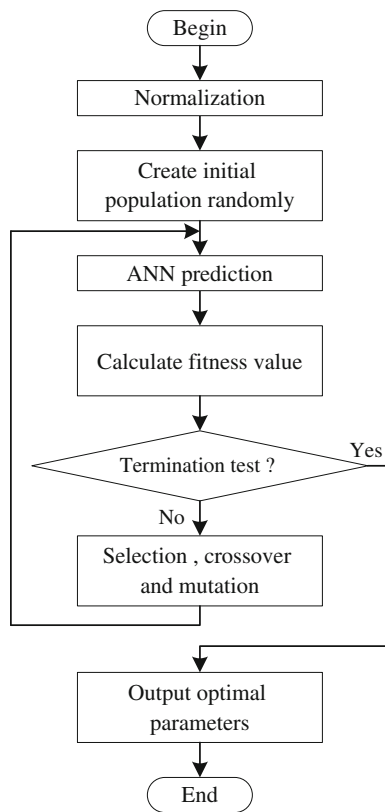 Begin
Normalization
Create initial
population randomly
ANN prediction
Calculate fitness value
Termination test ?
Yes
No
Selection , crossover
and mutation
Output optimal
parameters
End